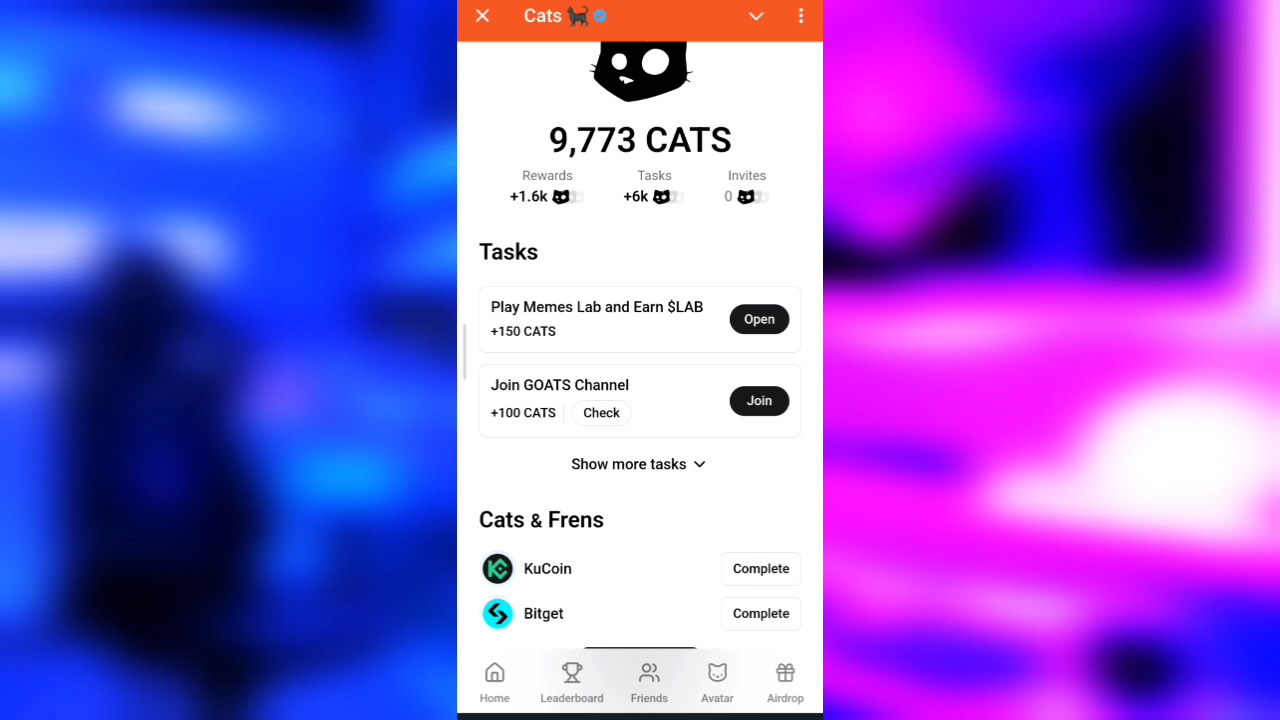 Cats 🐈‍⬛
9,773 CATS
Rewards Tasks Invites
+1.6k +6k 0
Tasks
Play Memes Lab and Earn $LAB
+150 CATS
Open
Join GOATS Channel
+100 CATS Check
Join
Show more tasks
Cats & Frens
KuCoin Complete
Bitget Complete
Home Leaderboard Friends Avatar Airdrop